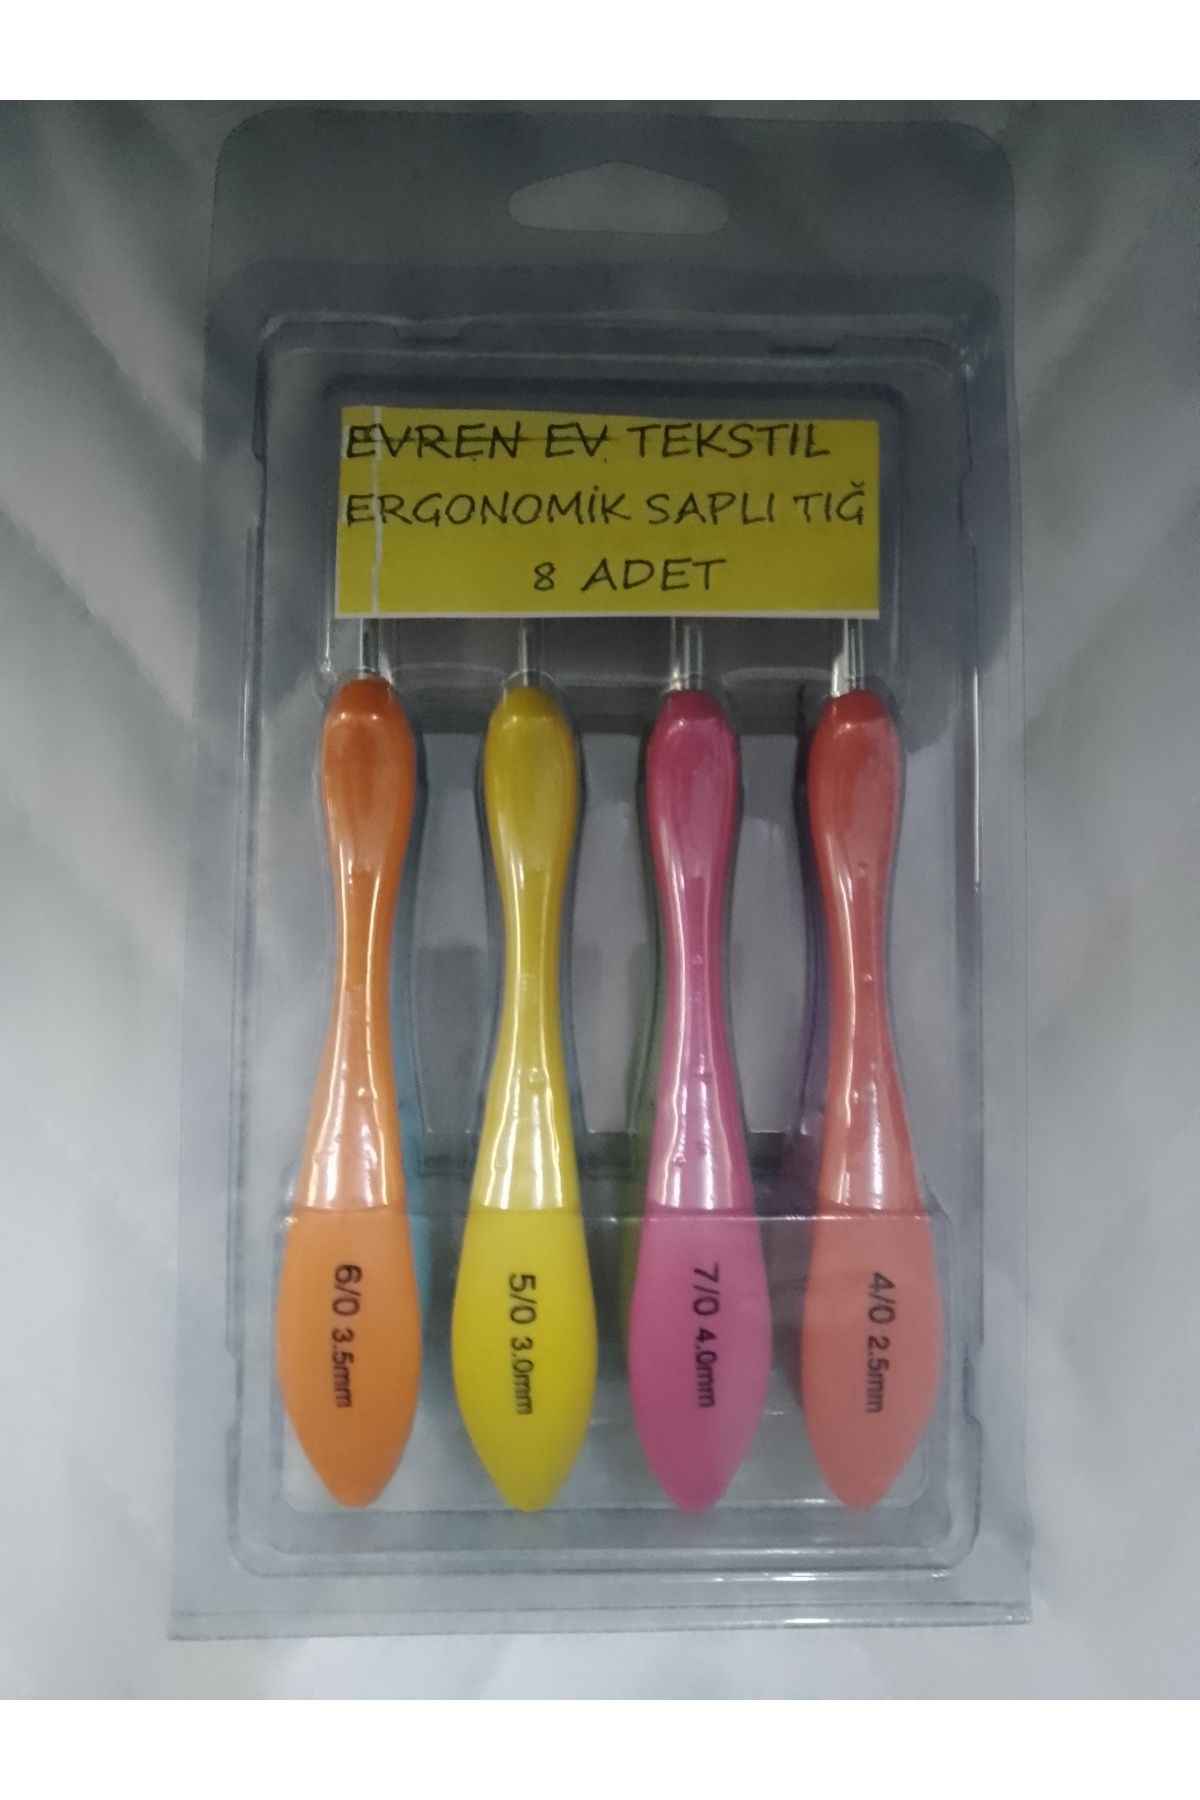 EVREN EV TEKSTIL
ERGONOMİK SAPLI TIĞ
8 ADET
6/0 3.5mm
5/0 3.0mm
7/0 4.0mm
4/0 2.5mm